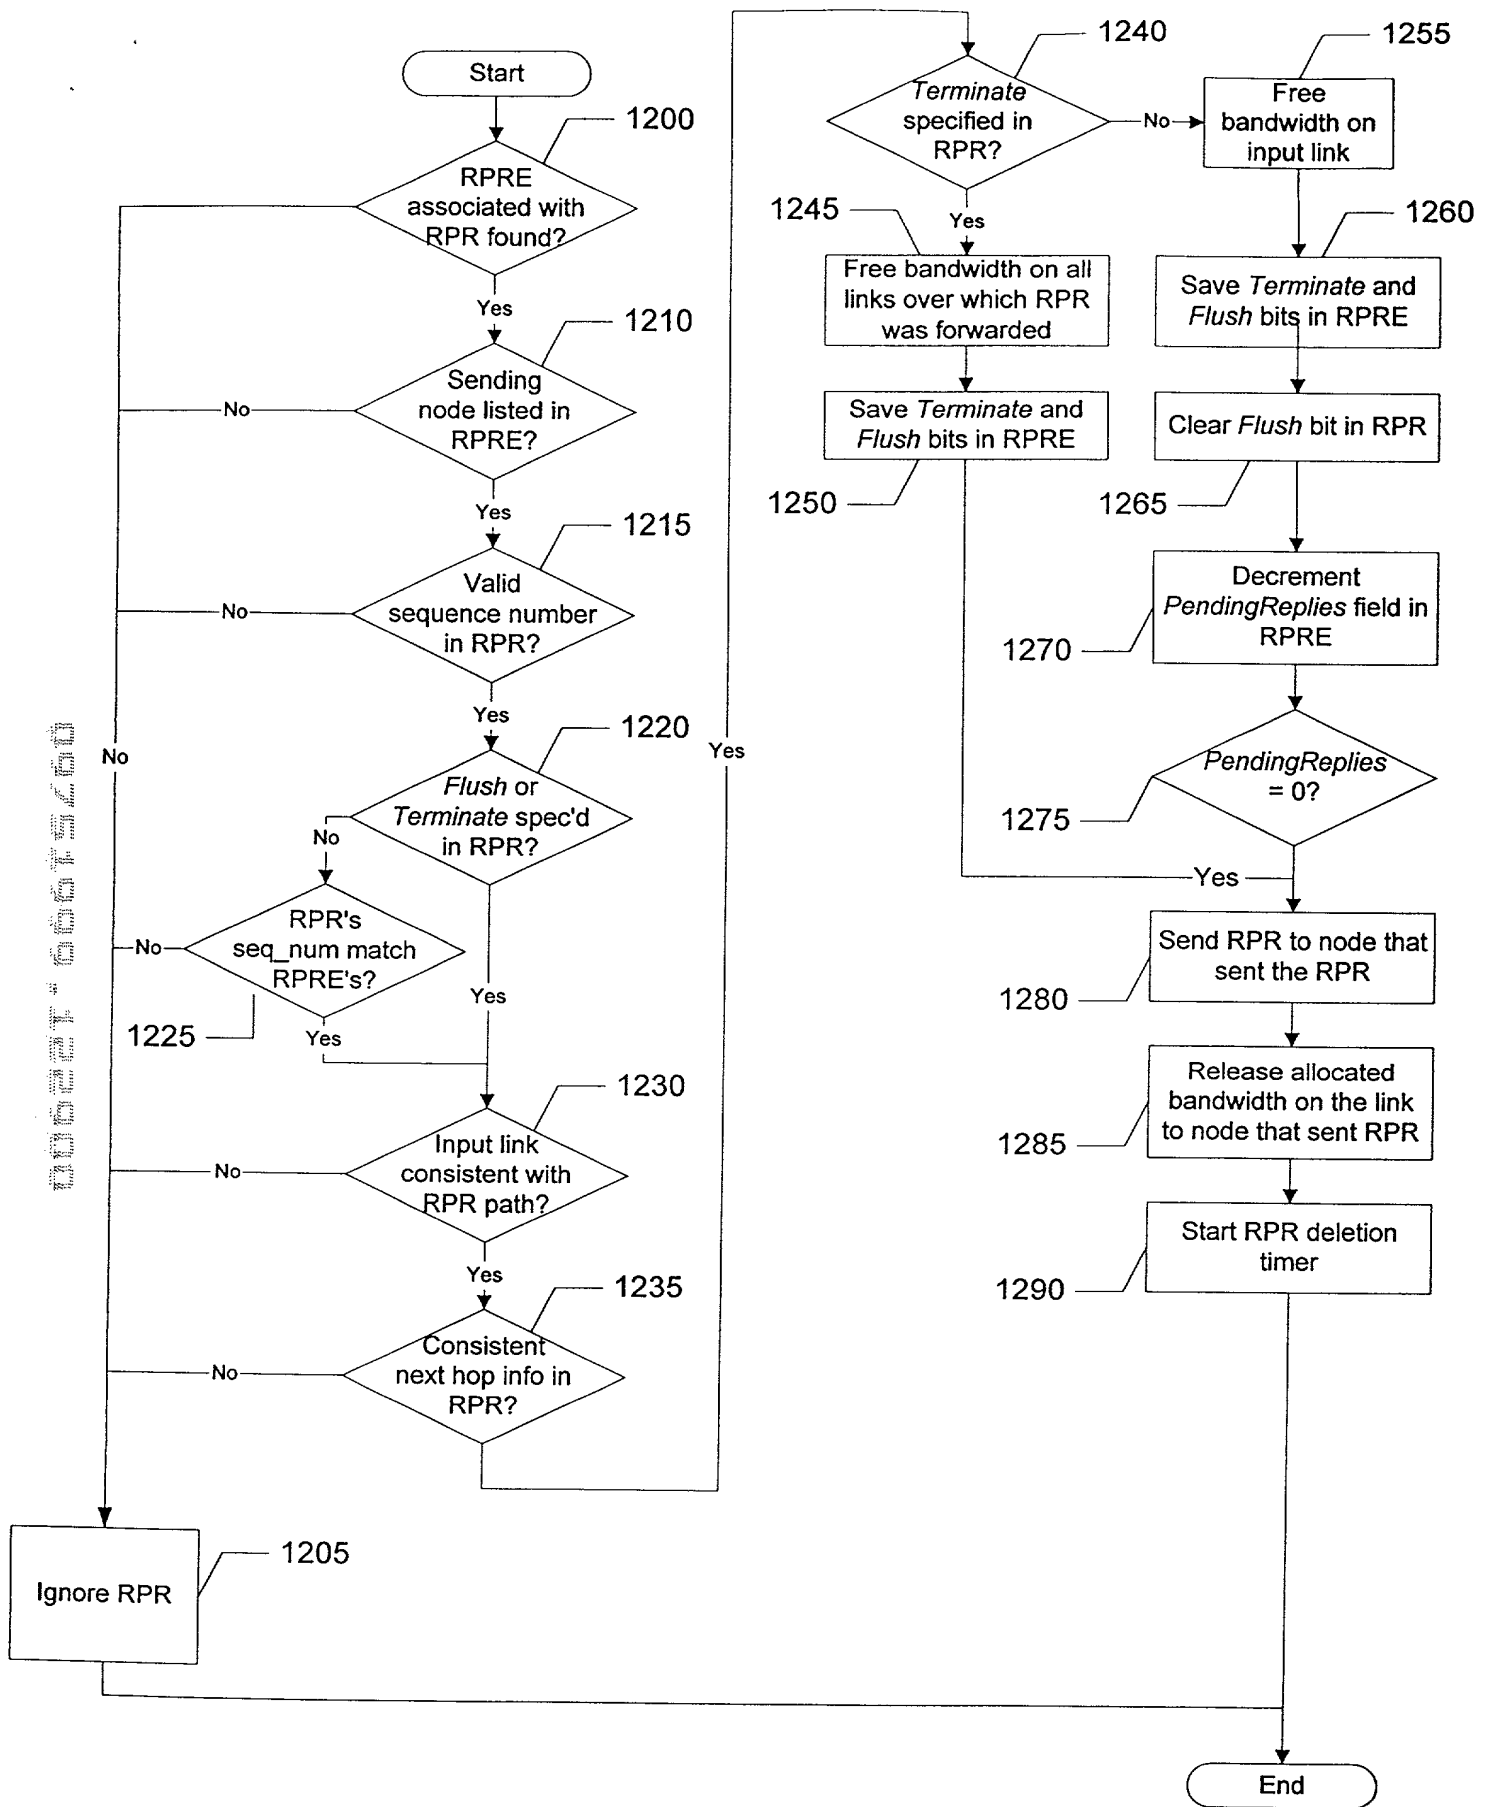 Start
1200
RPRE
associated with
RPR found?
Yes
1210
Sending
node listed in
RPRE?
No
Yes
1215
Valid
sequence number
in RPR?
No
Yes
1220
Flush or
Terminate spec'd
in RPR?
No
No
RPR's
seq_num match
RPRE's?
No
Yes
1225
Yes
1230
Input link
consistent with
RPR path?
No
Yes
1235
Consistent
next hop info in
RPR?
No
Yes
1205
Ignore RPR
1240
Terminate
specified in
RPR?
No
Yes
1245
Free bandwidth on all
links over which RPR
was forwarded
Save Terminate and
Flush bits in RPRE
1250
1255
Free
bandwidth on
input link
1260
Save Terminate and
Flush bits in RPRE
Clear Flush bit in RPR
1265
Decrement
PendingReplies field in
RPRE
1270
PendingReplies
= 0?
1275
Yes
Send RPR to node that
sent the RPR
1280
Release allocated
bandwidth on the link
to node that sent RPR
1285
Start RPR deletion
timer
1290
End
09751999.122900